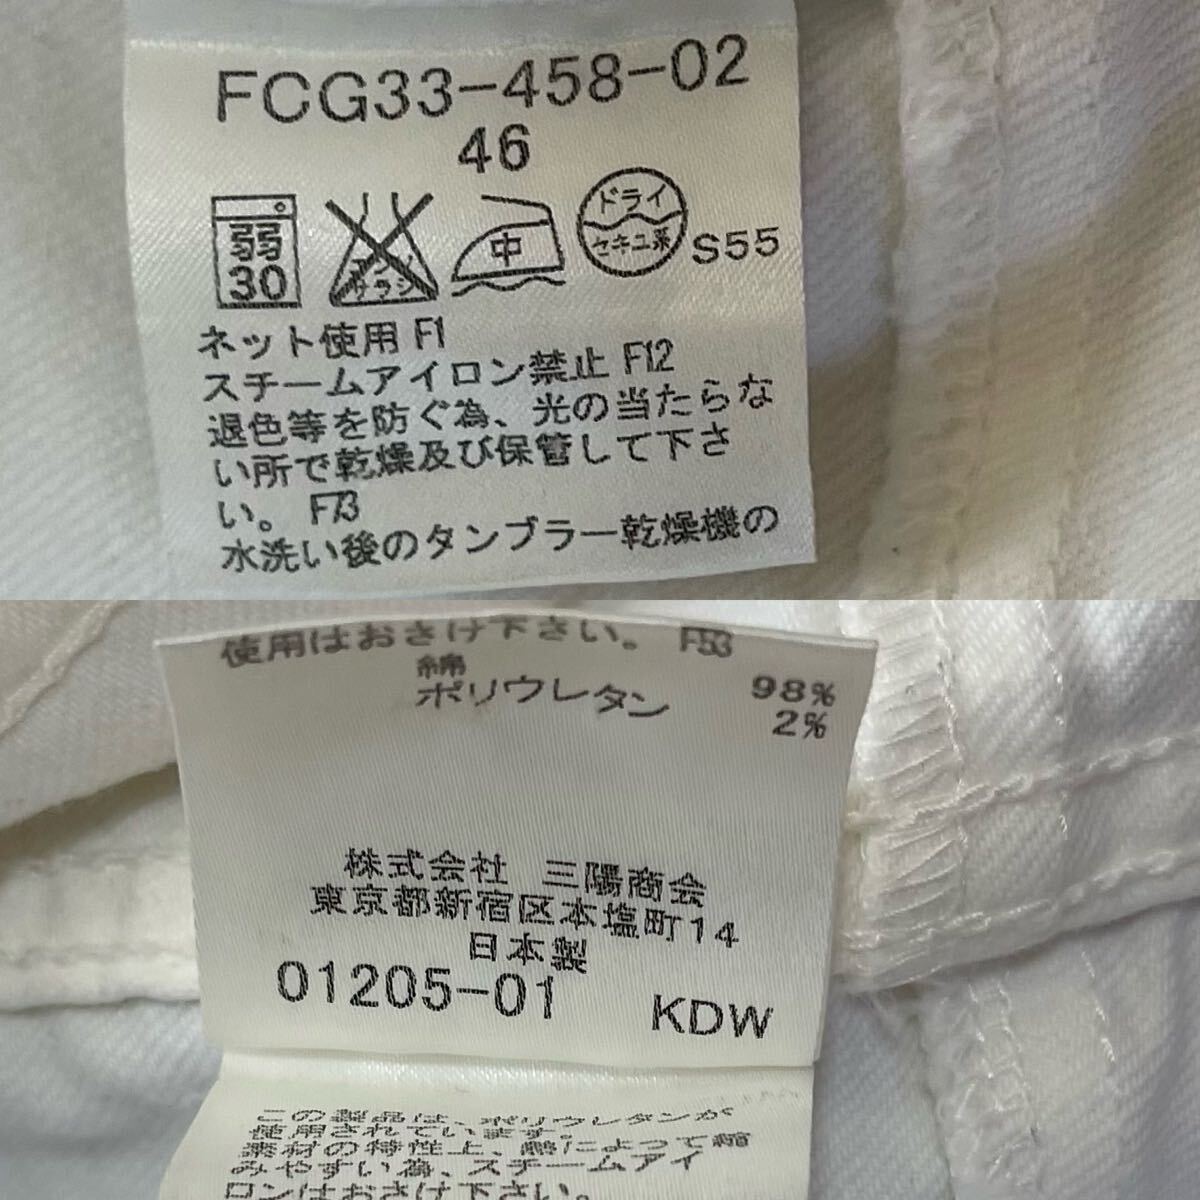 FCG33-458-02
46
弱
30
エンソ
サラシ
中
ドライ
セキユ系
S55
ネット使用 F1
スチームアイロン禁止 F12
退色等を防ぐ為、光の当たらな
い所で乾燥及び保管して下さ
い。 F73
水洗い後のタンブラー乾燥機の
使用はおさけ下さい。 F53
綿 98%
ポリウレタン 2%
株式会社 三陽商会
東京都新宿区本塩町14
日本製
01205-01 KDW
この製品は、ポリウレタンが
使用されています。
素材の特性上、熱によって縮
みやすい為、スチームアイ
ロンはおさけ下さい。